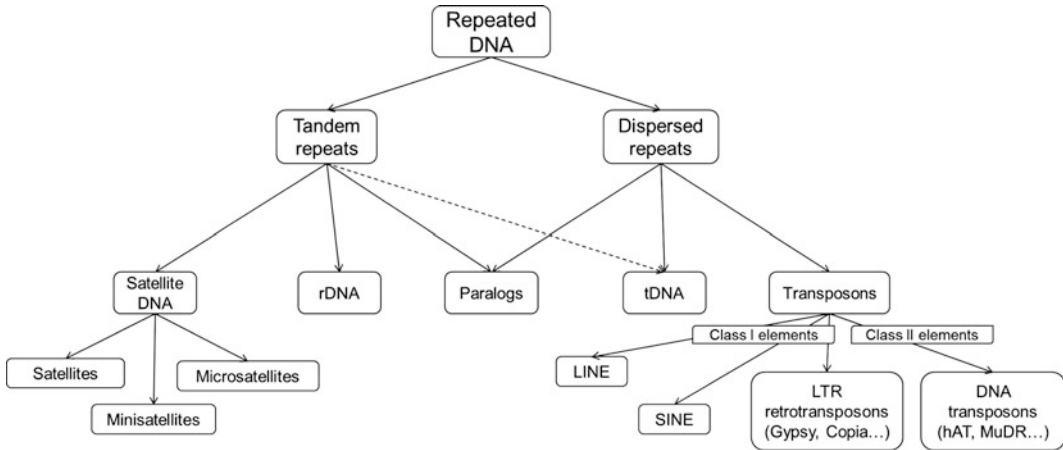 Repeated
DNA
Tandem
repeats
Dispersed
repeats
Satellite
DNA
rDNA
Paralogs
tDNA
Transposons
Class I elements
Class II elements
Satellites
Microsatellites
Minisatellites
LINE
SINE
LTR
retrotransposons
(Gypsy, Copia…)
DNA
transposons
(hAT, MuDR…)